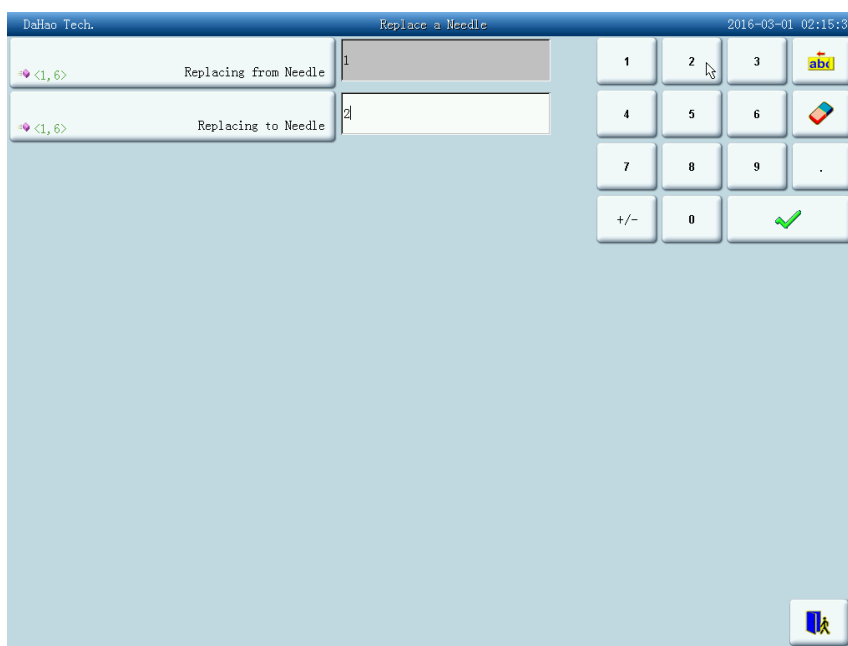 DaHao Tech. Replace a Needle 2016-03-01 02:15:3
<1,6> Replacing from Needle 1
<1,6> Replacing to Needle 2
1 2 3 abc
4 5 6
7 8 9 .
+/- 0